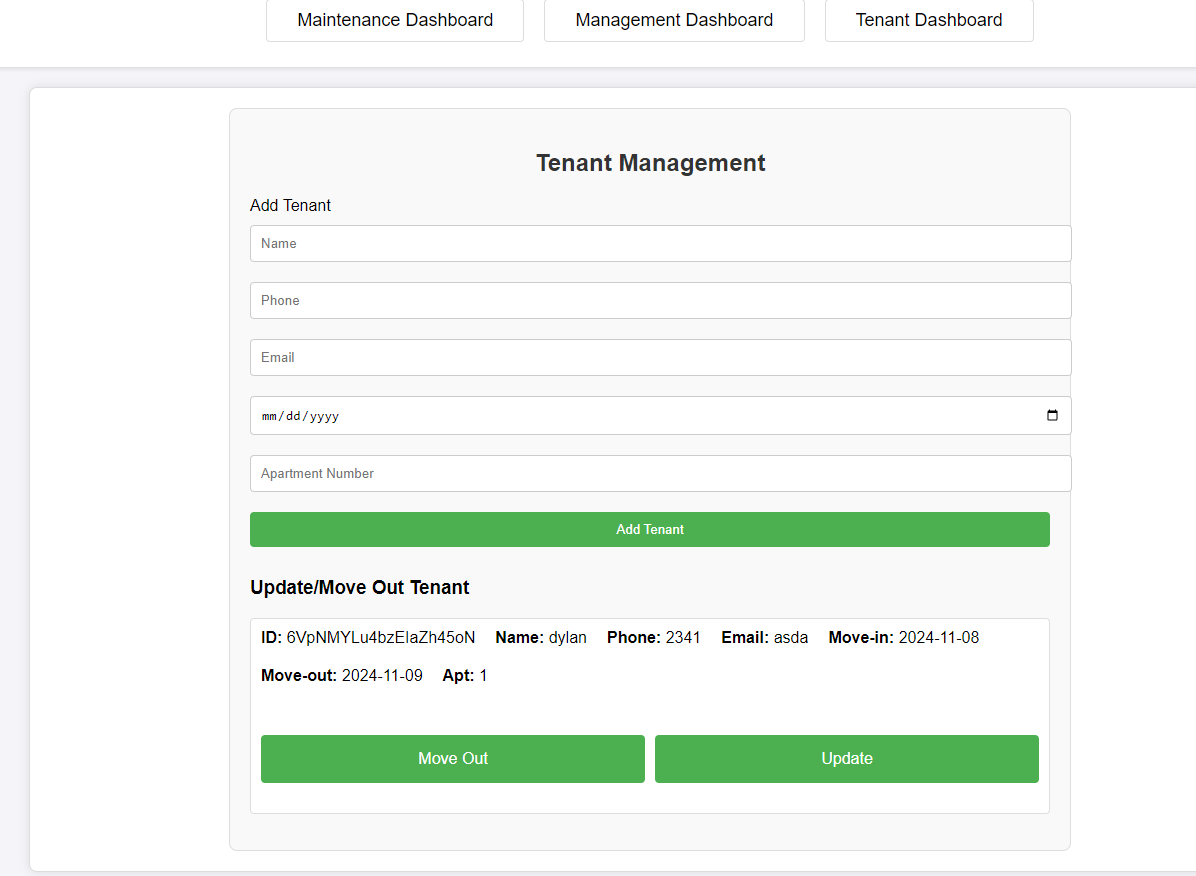 Maintenance Dashboard Management Dashboard Tenant Dashboard
Tenant Management
Add Tenant
Name
Phone
Email
mm/dd/yyyy
Apartment Number
Add Tenant
Update/Move Out Tenant
ID: 6VpNMYLu4bzElaZh45oN Name: dylan Phone: 2341 Email: asda Move-in: 2024-11-08
Move-out: 2024-11-09 Apt: 1
Move Out Update